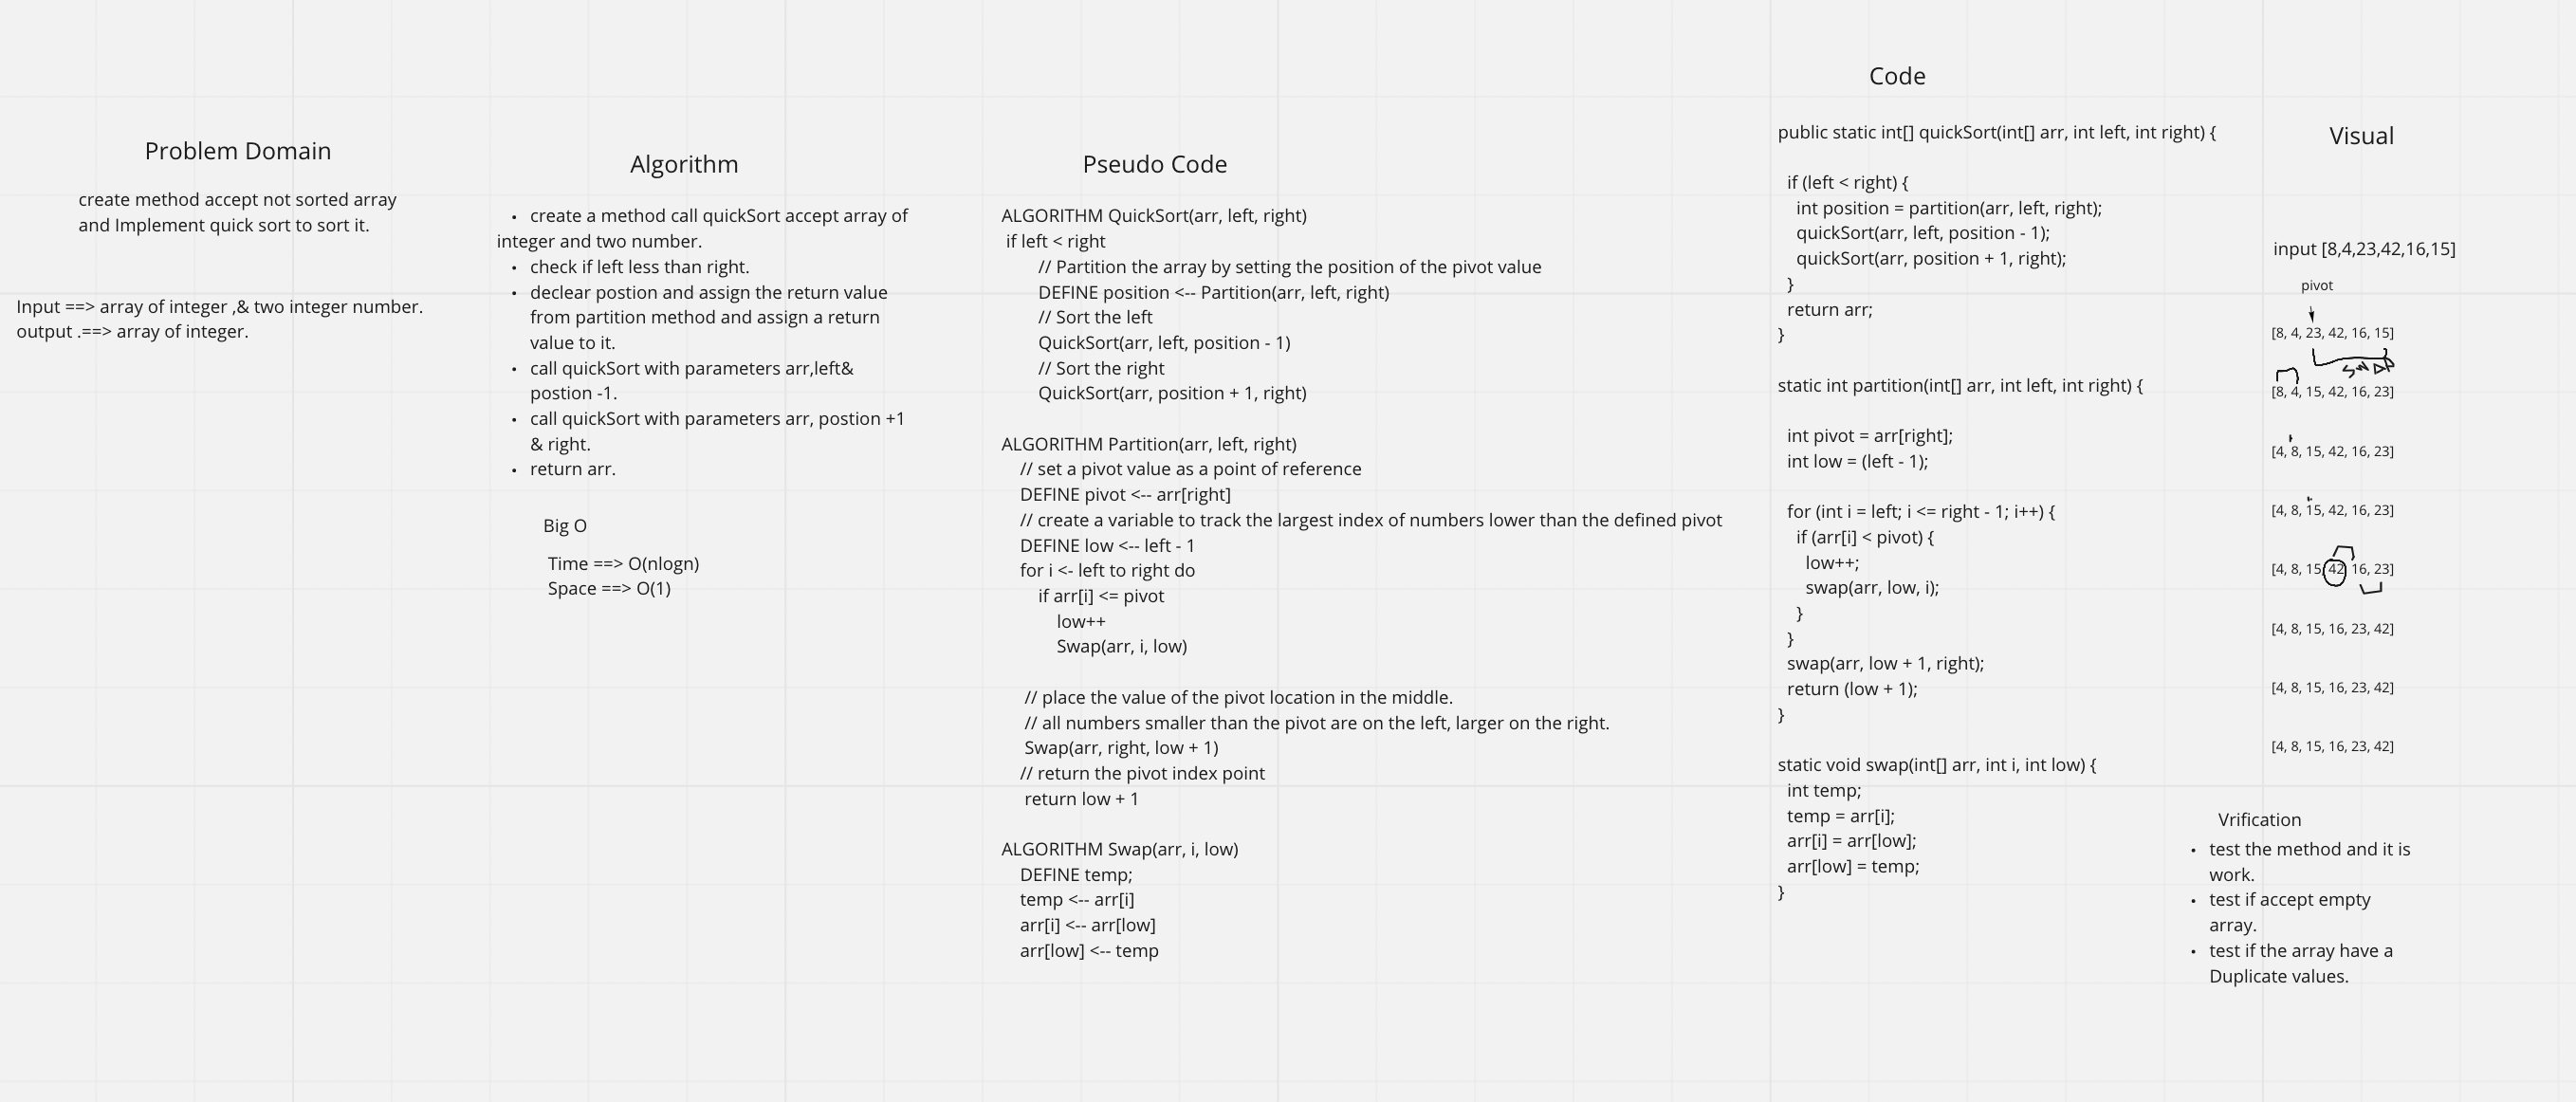 Problem Domain
create method accept not sorted array
and Implement quick sort to sort it.
Input ==> array of integer ,& two integer number.
output .==> array of integer.
Algorithm
• create a method call quickSort accept array of
integer and two number.
• check if left less than right.
• declear postion and assign the return value
from partition method and assign a return
value to it.
• call quickSort with parameters arr,left&
postion -1.
• call quickSort with parameters arr, postion +1
& right.
• return arr.
Big O
Time ==> O(nlogn)
Space ==> O(1)
Pseudo Code
ALGORITHM QuickSort(arr, left, right)
if left < right
// Partition the array by setting the position of the pivot value
DEFINE position <-- Partition(arr, left, right)
// Sort the left
QuickSort(arr, left, position - 1)
// Sort the right
QuickSort(arr, position + 1, right)
ALGORITHM Partition(arr, left, right)
// set a pivot value as a point of reference
DEFINE pivot <-- arr[right]
// create a variable to track the largest index of numbers lower than the defined pivot
DEFINE low <-- left - 1
for i <- left to right do
if arr[i] <= pivot
low++
Swap(arr, i, low)
// place the value of the pivot location in the middle.
// all numbers smaller than the pivot are on the left, larger on the right.
Swap(arr, right, low + 1)
// return the pivot index point
return low + 1
ALGORITHM Swap(arr, i, low)
DEFINE temp;
temp <-- arr[i]
arr[i] <-- arr[low]
arr[low] <-- temp
Code
public static int[] quickSort(int[] arr, int left, int right) {
if (left < right) {
int position = partition(arr, left, right);
quickSort(arr, left, position - 1);
quickSort(arr, position + 1, right);
}
return arr;
}
static int partition(int[] arr, int left, int right) {
int pivot = arr[right];
int low = (left - 1);
for (int i = left; i <= right - 1; i++) {
if (arr[i] < pivot) {
low++;
swap(arr, low, i);
}
}
swap(arr, low + 1, right);
return (low + 1);
}
static void swap(int[] arr, int i, int low) {
int temp;
temp = arr[i];
arr[i] = arr[low];
arr[low] = temp;
}
Visual
input [8,4,23,42,16,15]
pivot
[8, 4, 23, 42, 16, 15]
SWAP
[8, 4, 15, 42, 16, 23]
[4, 8, 15, 42, 16, 23]
[4, 8, 15, 42, 16, 23]
[4, 8, 15, 42, 16, 23]
[4, 8, 15, 16, 23, 42]
[4, 8, 15, 16, 23, 42]
[4, 8, 15, 16, 23, 42]
Vrification
• test the method and it is
work.
• test if accept empty
array.
• test if the array have a
Duplicate values.